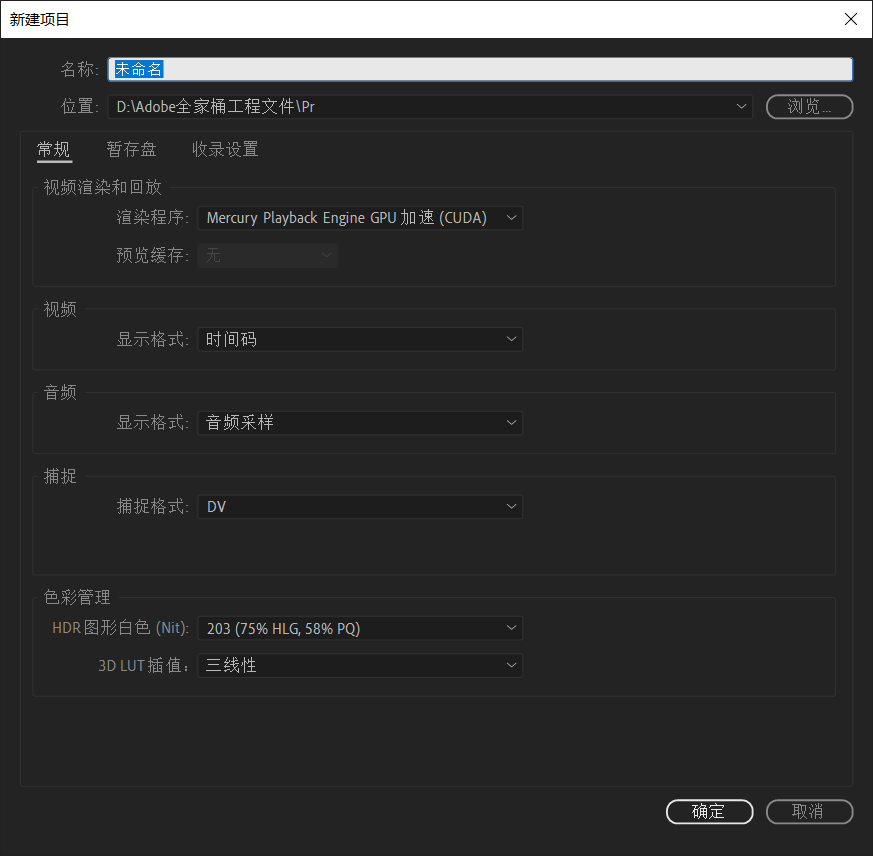 新建项目
名称: 未命名
位置: D:\Adobe全家桶工程文件\Pr 浏览...
常规 暂存盘 收录设置
视频渲染和回放
渲染程序: Mercury Playback Engine GPU 加速 (CUDA)
预览缓存: 无
视频
显示格式: 时间码
音频
显示格式: 音频采样
捕捉
捕捉格式: DV
色彩管理
HDR 图形白色 (Nit): 203 (75% HLG, 58% PQ)
3D LUT 插值： 三线性
确定 取消